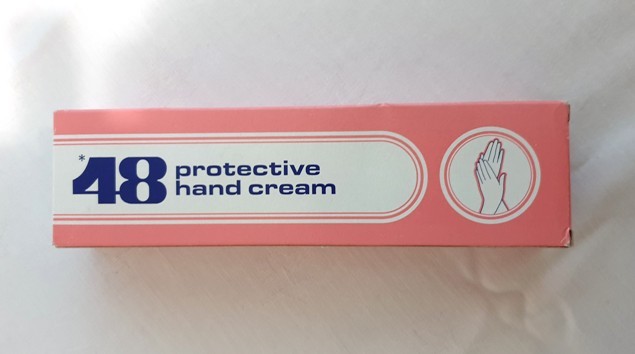 *48 protective
hand cream